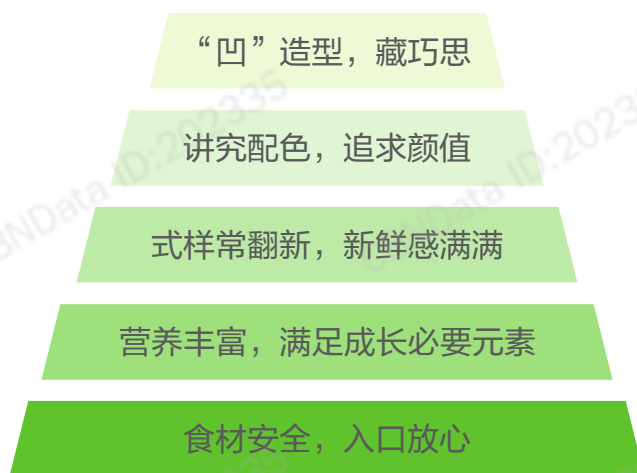 “凹”造型，藏巧思
讲究配色，追求颜值
式样常翻新，新鲜感满满
营养丰富，满足成长必要元素
食材安全，入口放心